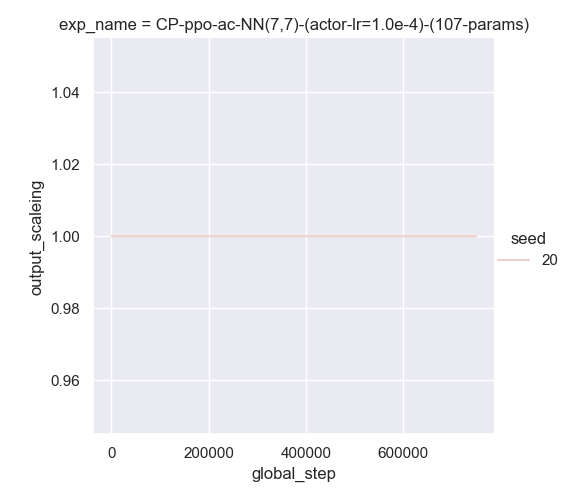 exp_name = CP-ppo-ac-NN(7,7)-(actor-lr=1.0e-4)-(107-params)
1.04
1.02
1.00
0.98
0.96
output_scaleing
seed
20
0
200000
400000
600000
global_step